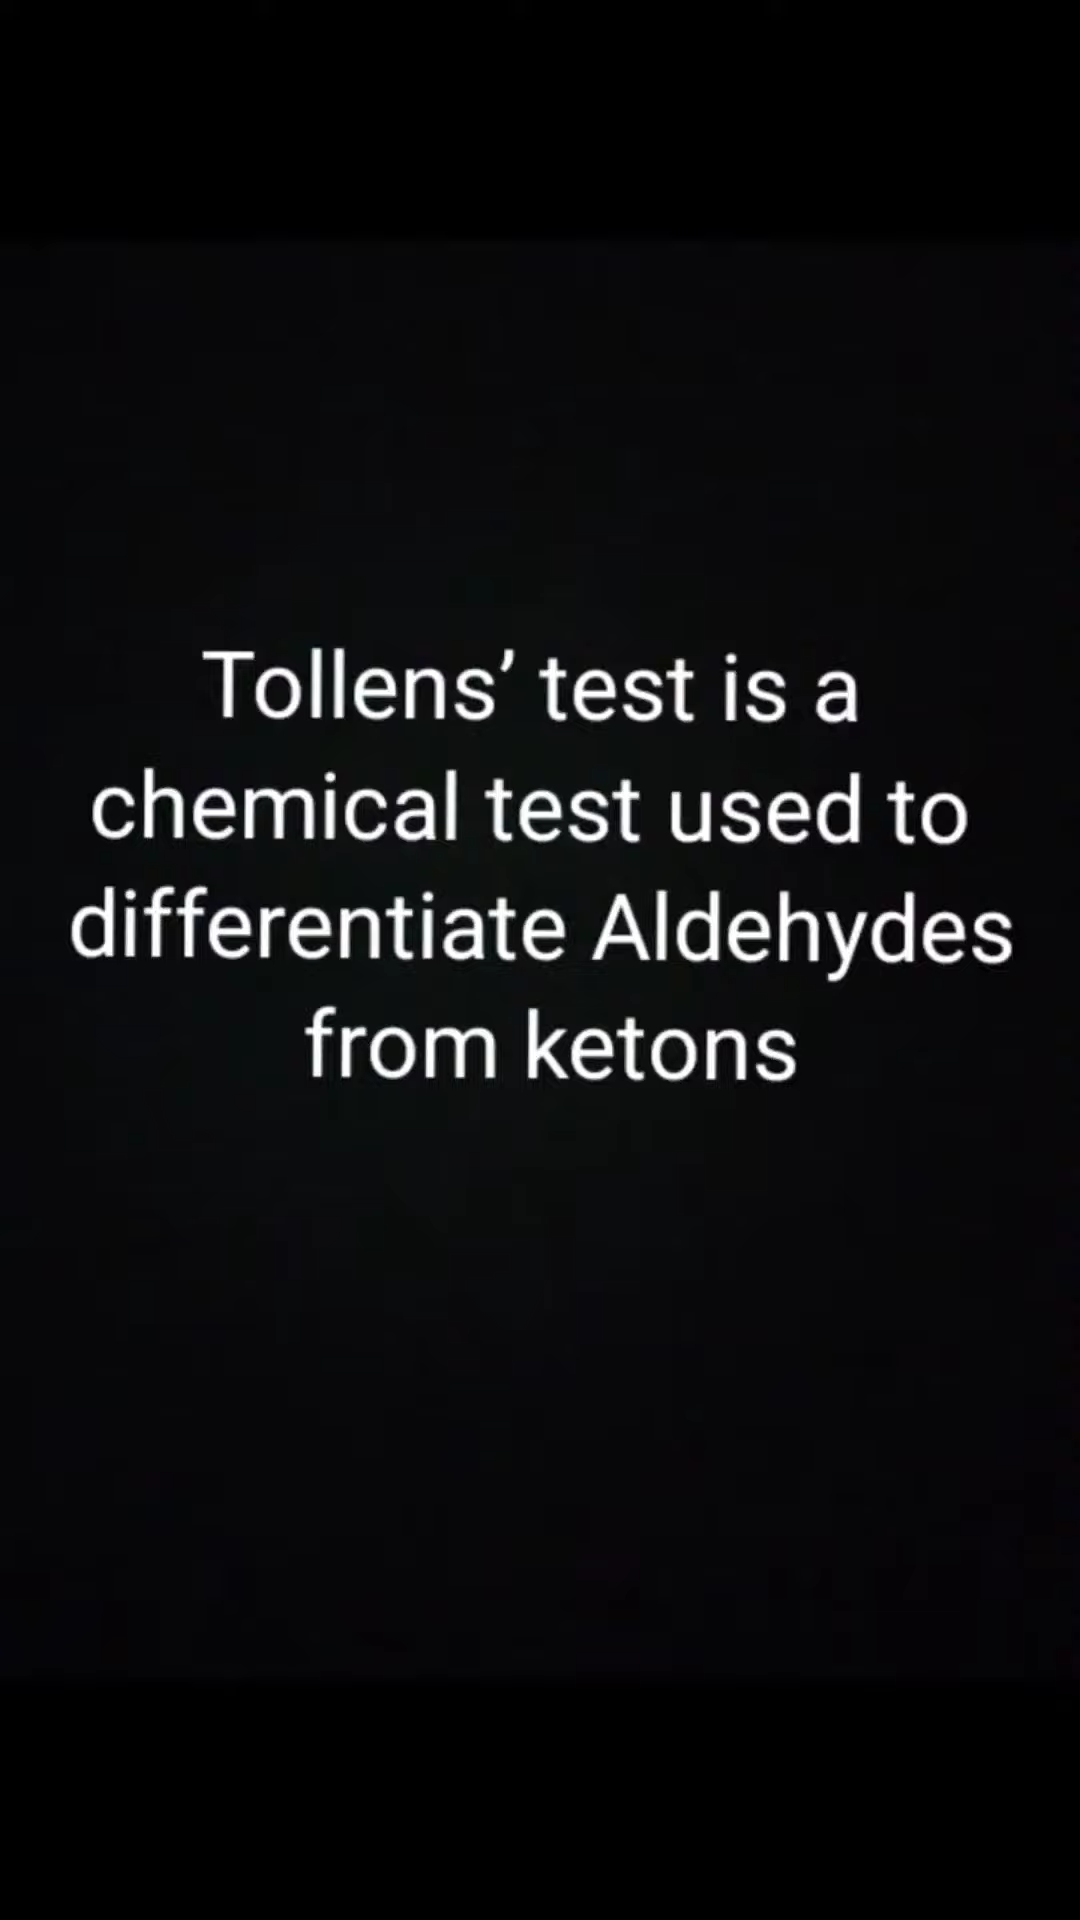 Tollens’ test is a
chemical test used to
differentiate Aldehydes
from ketons